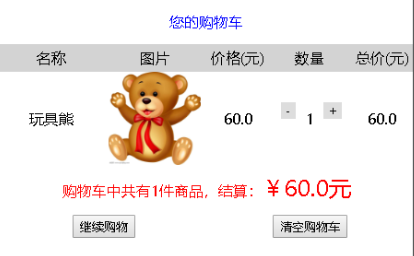 您的购物车
名称 图片 价格(元) 数量 总价(元)
玩具熊 60.0 - 1 + 60.0
购物车中共有1件商品，结算：￥60.0元
继续购物 清空购物车